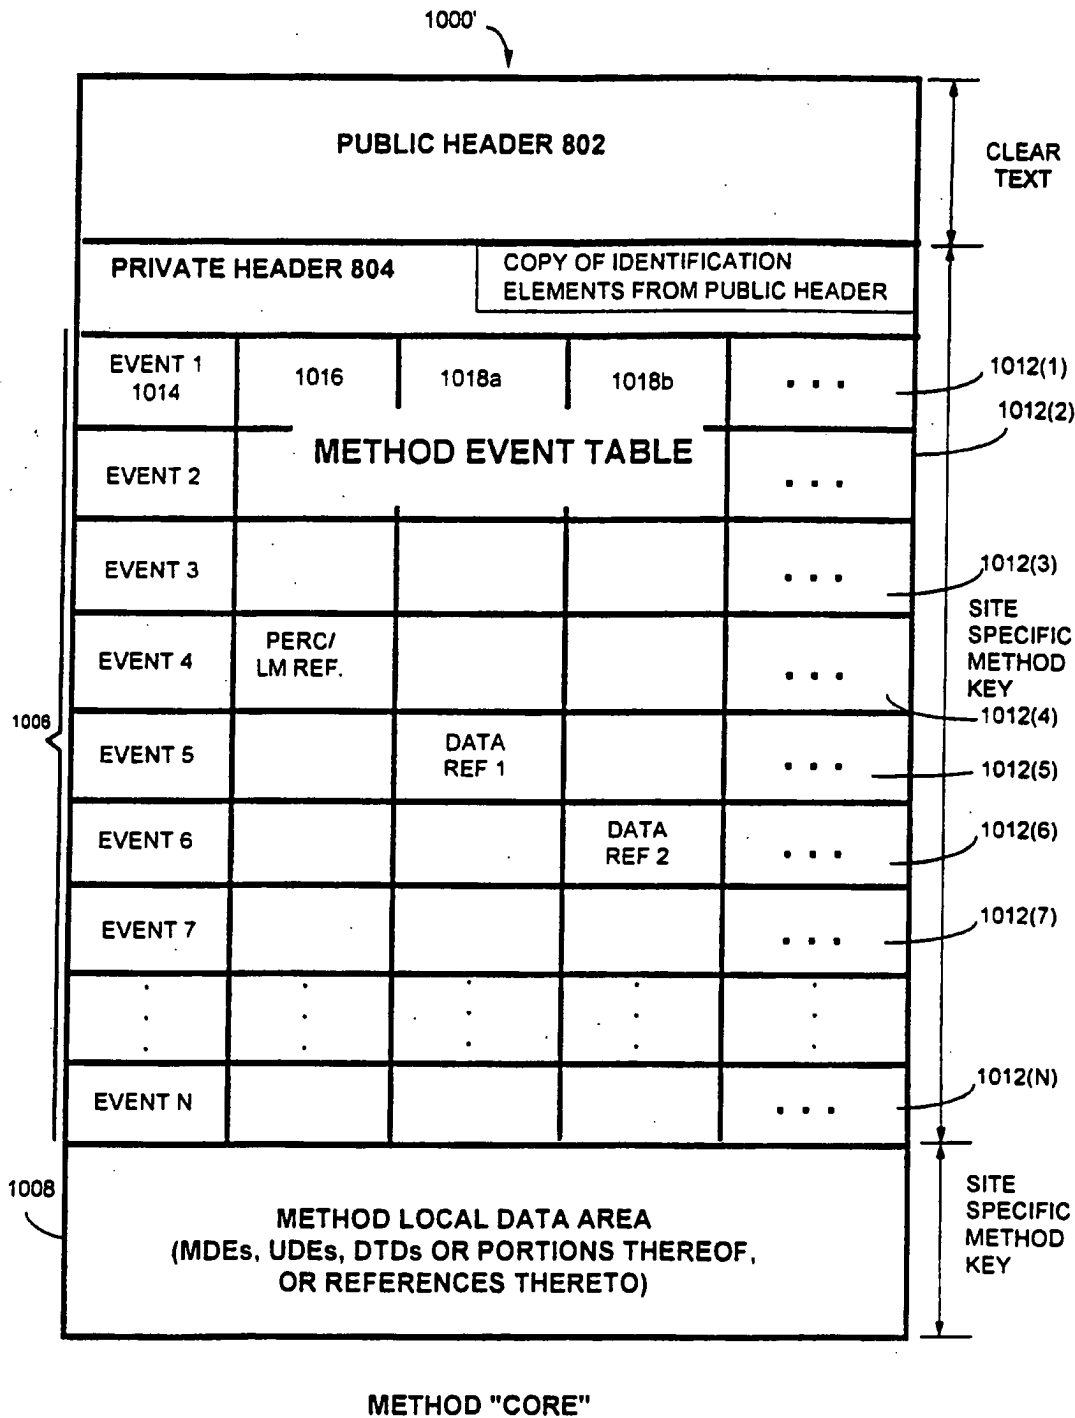 1000'
PUBLIC HEADER 802
CLEAR
TEXT
PRIVATE HEADER 804
COPY OF IDENTIFICATION
ELEMENTS FROM PUBLIC HEADER
EVENT 1
1014
1016
1018a
1018b
. . .
1012(1)
1012(2)
METHOD EVENT TABLE
EVENT 2
. . .
EVENT 3
. . .
1012(3)
SITE
SPECIFIC
METHOD
KEY
EVENT 4
PERC/
LM REF.
. . .
1012(4)
1006
EVENT 5
DATA
REF 1
. . .
1012(5)
EVENT 6
DATA
REF 2
. . .
1012(6)
EVENT 7
. . .
1012(7)
EVENT N
. . .
1012(N)
1008
METHOD LOCAL DATA AREA
(MDEs, UDEs, DTDs OR PORTIONS THEREOF,
OR REFERENCES THERETO)
SITE
SPECIFIC
METHOD
KEY
METHOD "CORE"